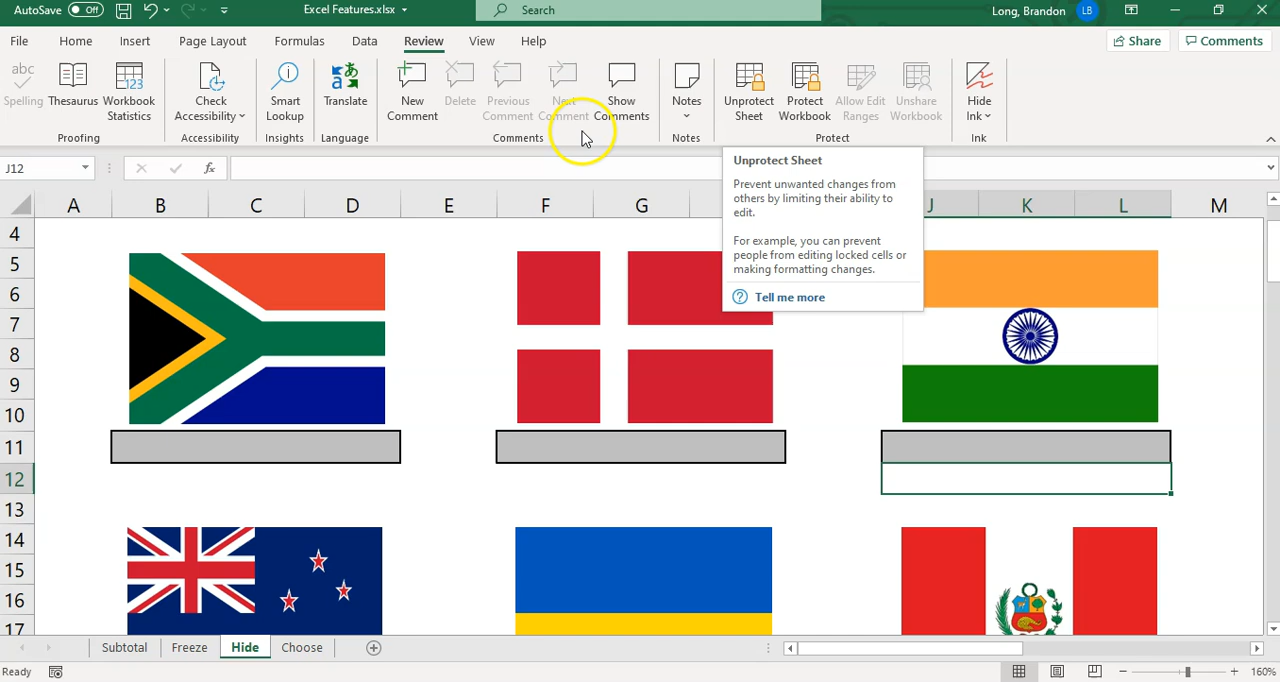 AutoSave Off
Excel Features.xlsx
Search
Long, Brandon LB
File Home Insert Page Layout Formulas Data Review View Help
Share
Comments
abc
Spelling
Thesaurus
123
Workbook
Statistics
Check
Accessibility
Smart
Lookup
Translate
New
Comment
Delete
Previous
Comment
Next
Comment
Show
Comments
Notes
Unprotect
Sheet
Protect
Workbook
Allow Edit
Ranges
Unshare
Workbook
Hide
Ink
Proofing
Accessibility
Insights
Language
Comments
Notes
Protect
Ink
J12
fx
Unprotect Sheet
Prevent unwanted changes from
others by limiting their ability to
edit.
For example, you can prevent
people from editing locked cells or
making formatting changes.
? Tell me more
A B C D E F G J K L M
4
5
6
7
8
9
10
11
12
13
14
15
16
17
Subtotal Freeze Hide Choose
Ready
160%